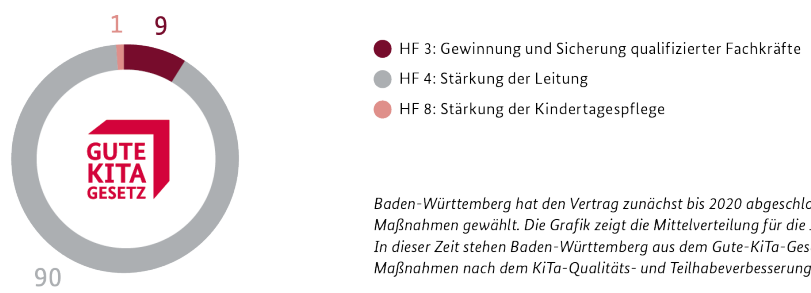 1 9
HF 3: Gewinnung und Sicherung qualifizierter Fachkräfte
HF 4: Stärkung der Leitung
HF 8: Stärkung der Kindertagespflege
GUTE
KITA
GESETZ
Baden-Württemberg hat den Vertrag zunächst bis 2020 abgeschlo
Maßnahmen gewählt. Die Grafik zeigt die Mittelverteilung für die
In dieser Zeit stehen Baden-Württemberg aus dem Gute-KiTa-Ges
Maßnahmen nach dem KiTa-Qualitäts- und Teilhabeverbesserung
90